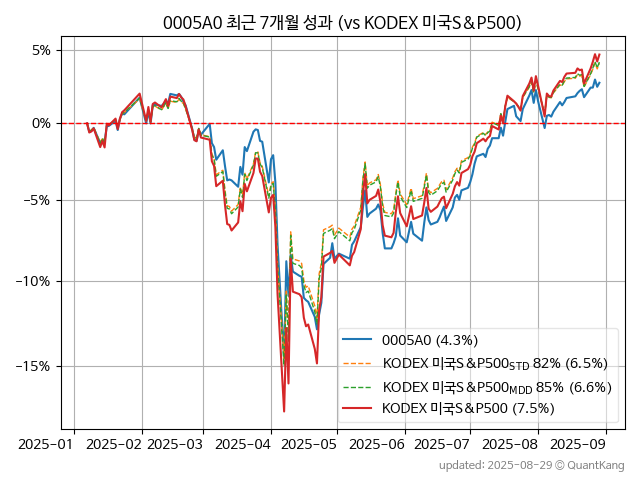 0005A0 최근 7개월 성과 (vs KODEX 미국S&P500)
5%
0%
−5%
−10%
−15%
0005A0 (4.3%)
KODEX 미국S&P500STD 82% (6.5%)
KODEX 미국S&P500MDD 85% (6.6%)
KODEX 미국S&P500 (7.5%)
2025-01 2025-02 2025-03 2025-04 2025-05 2025-06 2025-07 2025-08 2025-09
updated: 2025-08-29 © QuantKang